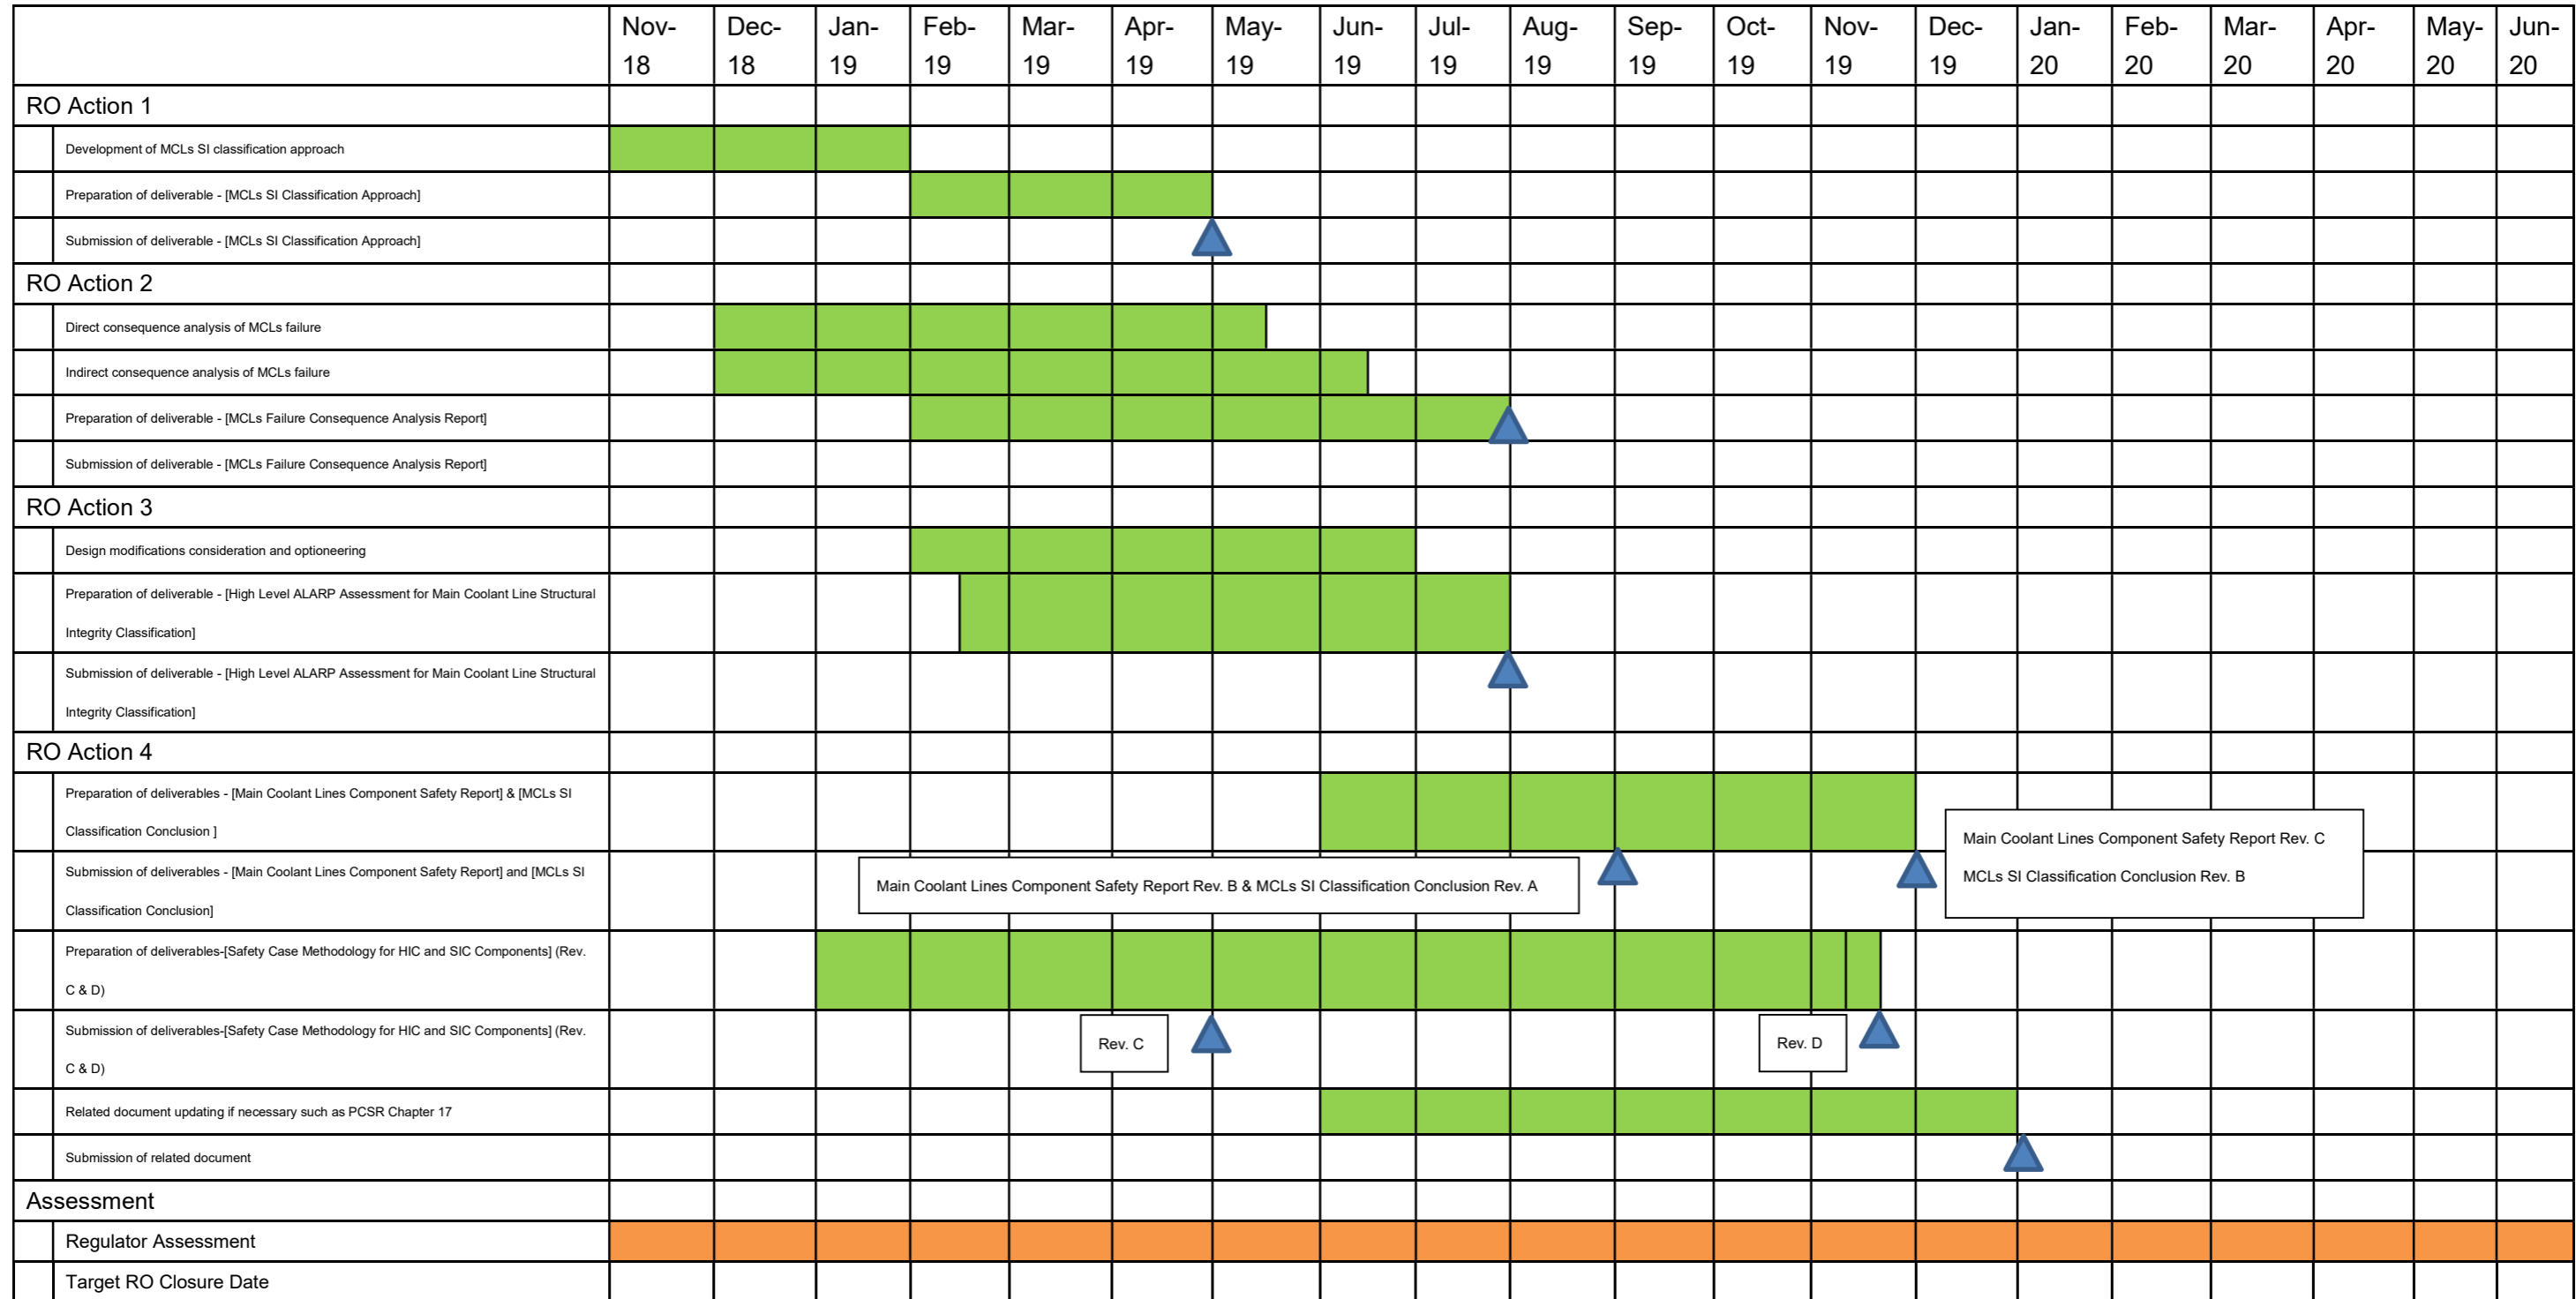 Nov- Dec- Jan- Feb- Mar- Apr- May- Jun- Jul- Aug- Sep- Oct- Nov- Dec- Jan- Feb- Mar- Apr- May- Jun-
18 18 19 19 19 19 19 19 19 19 19 19 19 19 20 20 20 20 20 20
RO Action 1
Development of MCLs SI classification approach
Preparation of deliverable - [MCLs SI Classification Approach]
Submission of deliverable - [MCLs SI Classification Approach]
RO Action 2
Direct consequence analysis of MCLs failure
Indirect consequence analysis of MCLs failure
Preparation of deliverable - [MCLs Failure Consequence Analysis Report]
Submission of deliverable - [MCLs Failure Consequence Analysis Report]
RO Action 3
Design modifications consideration and optioneering
Preparation of deliverable - [High Level ALARP Assessment for Main Coolant Line Structural
Integrity Classification]
Submission of deliverable - [High Level ALARP Assessment for Main Coolant Line Structural
Integrity Classification]
RO Action 4
Preparation of deliverables - [Main Coolant Lines Component Safety Report] & [MCLs SI
Classification Conclusion ]
Main Coolant Lines Component Safety Report Rev. C
MCLs SI Classification Conclusion Rev. B
Submission of deliverables - [Main Coolant Lines Component Safety Report] and [MCLs SI
Classification Conclusion]
Main Coolant Lines Component Safety Report Rev. B & MCLs SI Classification Conclusion Rev. A
Preparation of deliverables-[Safety Case Methodology for HIC and SIC Components] (Rev.
C & D)
Submission of deliverables-[Safety Case Methodology for HIC and SIC Components] (Rev.
C & D)
Rev. C
Rev. D
Related document updating if necessary such as PCSR Chapter 17
Submission of related document
Assessment
Regulator Assessment
Target RO Closure Date